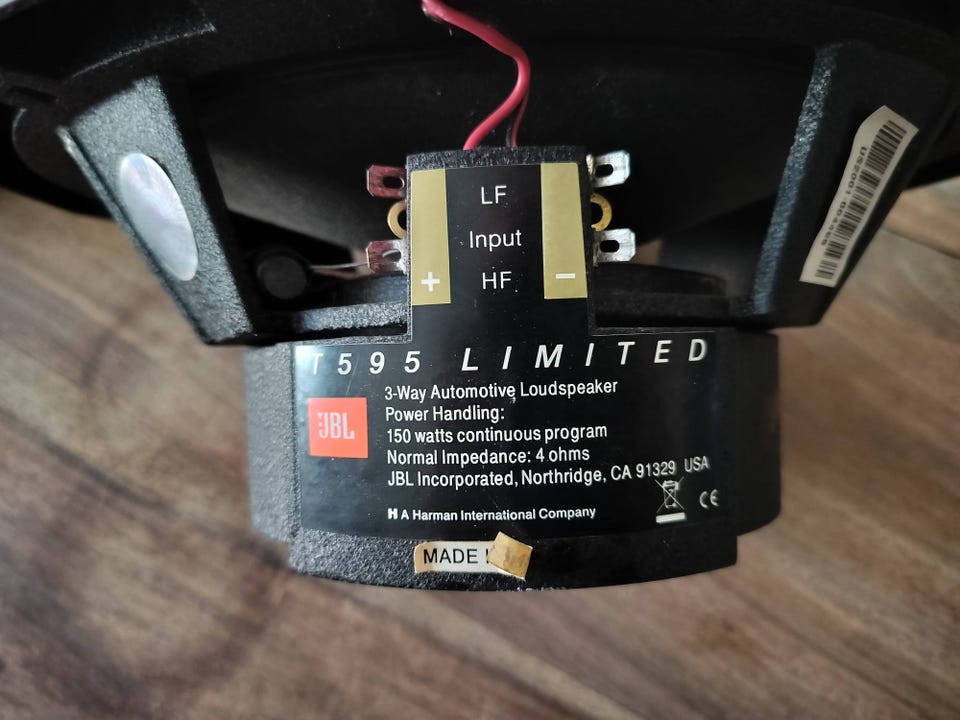 LF
Input
+ HF −
T595 LIMITED
JBL
3-Way Automotive Loudspeaker
Power Handling:
150 watts continuous program
Normal Impedance: 4 ohms
JBL Incorporated, Northridge, CA 91329 USA
CE
H A Harman International Company
MADE